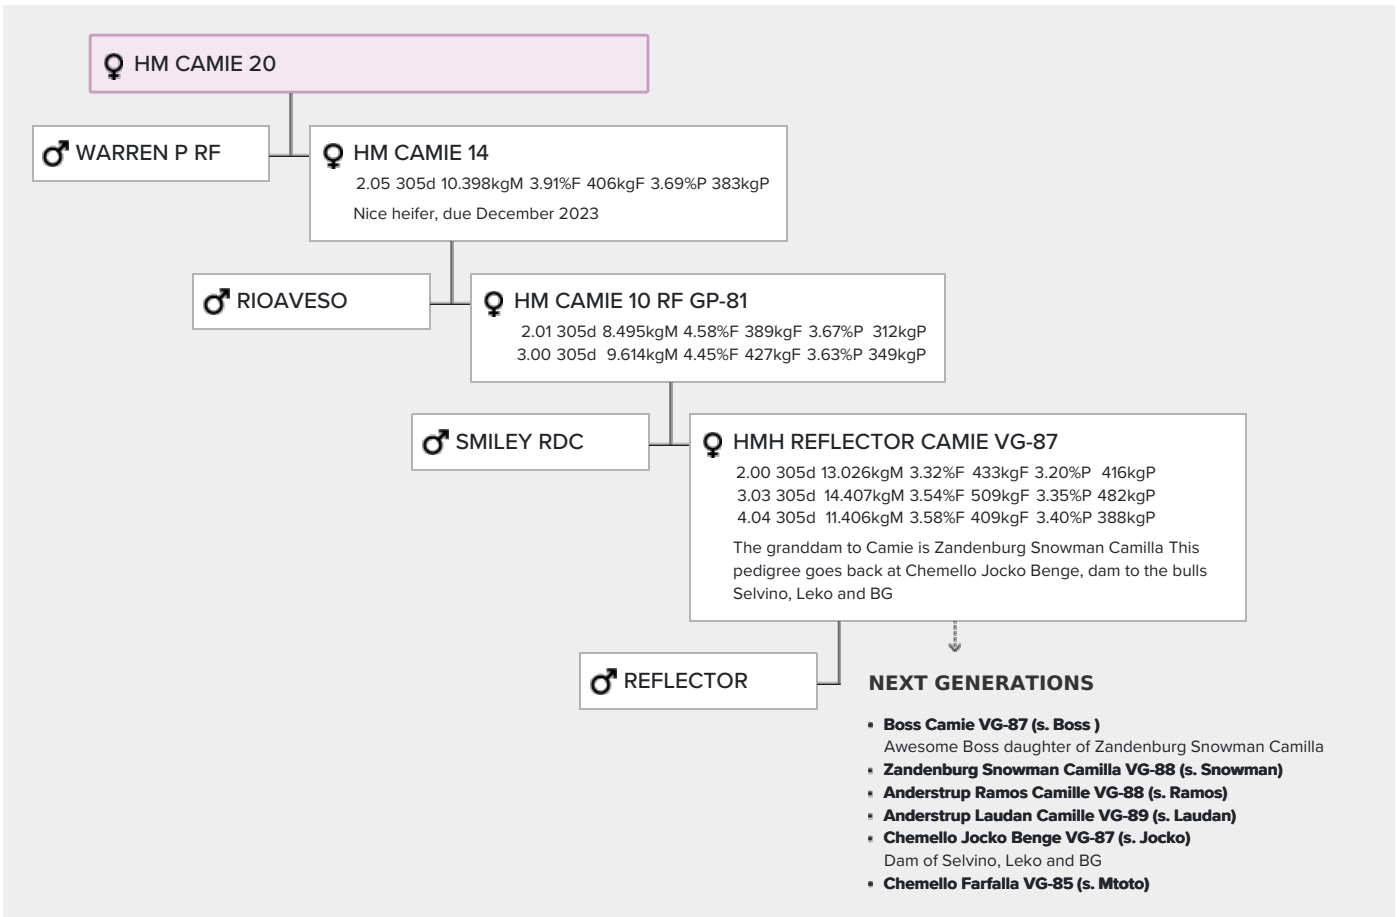 HM CAMIE 20
WARREN P RF
HM CAMIE 14
2.05 305d 10.398kgM 3.91%F 406kgF 3.69%P 383kgP
Nice heifer, due December 2023
RIOAVESO
HM CAMIE 10 RF GP-81
2.01 305d 8.495kgM 4.58%F 389kgF 3.67%P 312kgP
3.00 305d 9.614kgM 4.45%F 427kgF 3.63%P 349kgP
SMILEY RDC
HMH REFLECTOR CAMIE VG-87
2.00 305d 13.026kgM 3.32%F 433kgF 3.20%P 416kgP
3.03 305d 14.407kgM 3.54%F 509kgF 3.35%P 482kgP
4.04 305d 11.406kgM 3.58%F 409kgF 3.40%P 388kgP
The granddam to Camie is Zandenburg Snowman Camilla This
pedigree goes back at Chemello Jocko Benge, dam to the bulls
Selvino, Leko and BG
REFLECTOR
NEXT GENERATIONS
▪ Boss Camie VG-87 (s. Boss )
Awesome Boss daughter of Zandenburg Snowman Camilla
▪ Zandenburg Snowman Camilla VG-88 (s. Snowman)
▪ Anderstrup Ramos Camille VG-88 (s. Ramos)
▪ Anderstrup Laudan Camille VG-89 (s. Laudan)
▪ Chemello Jocko Benge VG-87 (s. Jocko)
Dam of Selvino, Leko and BG
▪ Chemello Farfalla VG-85 (s. Mtoto)